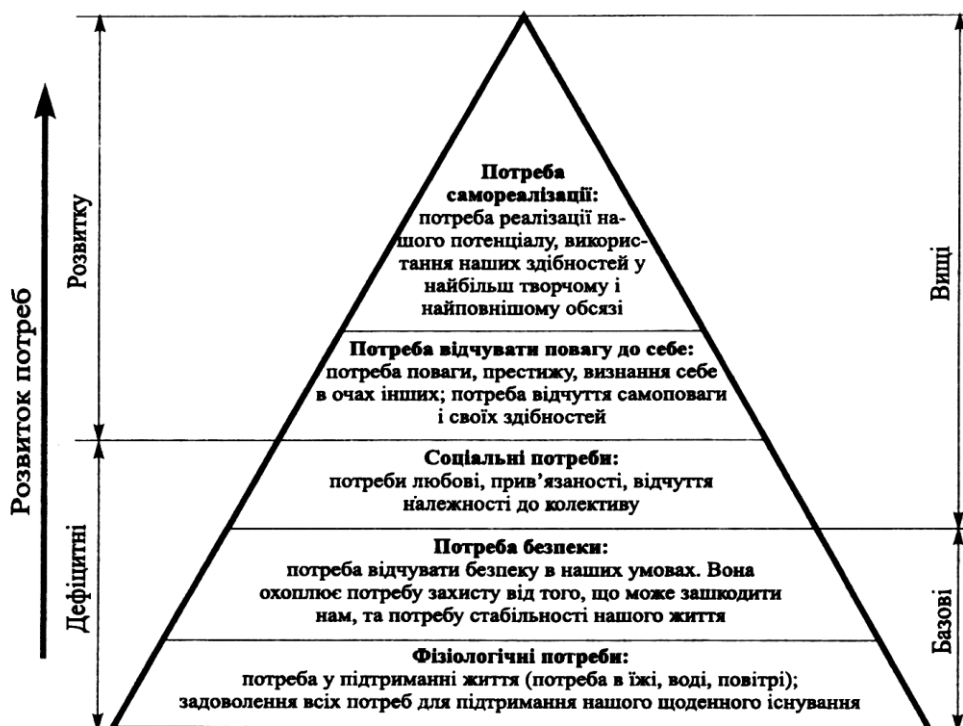 Потреба
самореалізації:
потреба реалізації на-
шого потенціалу, викорис-
тання наших здібностей у
найбільш творчому і
найповнішому обсязі
Потреба відчувати повагу до себе:
потреба поваги, престижу, визнання себе
в очах інших; потреба відчуття самоповаги
і своїх здібностей
Соціальні потреби:
потреби любові, прив’язаності, відчуття
належності до колективу
Потреба безпеки:
потреба відчувати безпеку в наших умовах. Вона
охоплює потребу захисту від того, що може зашкодити
нам, та потребу стабільності нашого життя
Фізіологічні потреби:
потреба у підтриманні життя (потреба в їжі, воді, повітрі);
задоволення всіх потреб для підтримання нашого щоденного існування
Розвиток потреб
Розвитку
Дефіцитні
Вищі
Базові